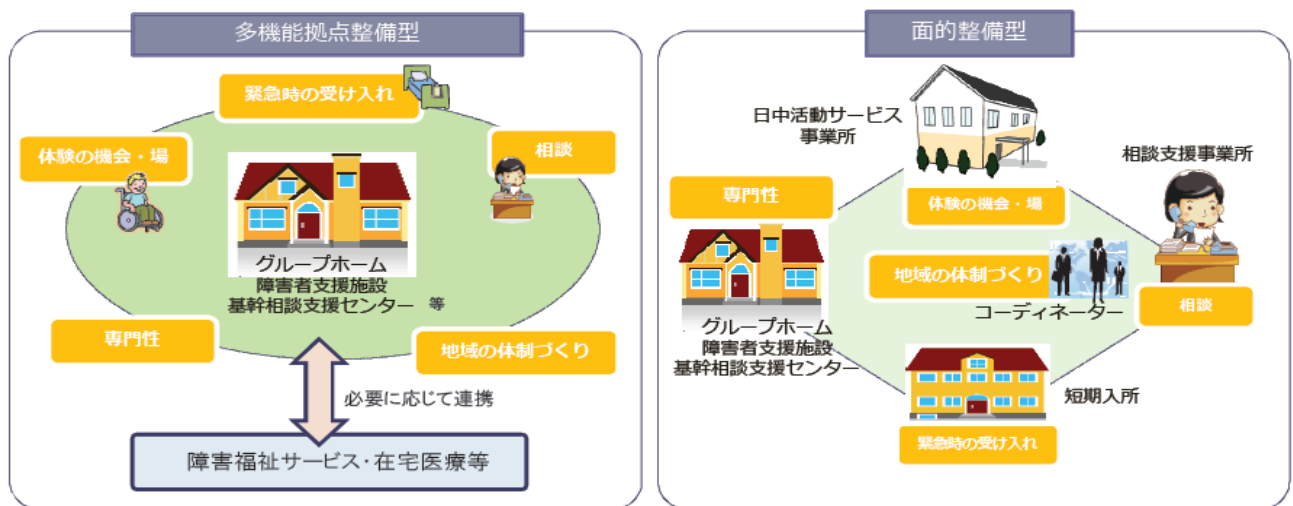 多機能拠点整備型
緊急時の受け入れ
体験の機会・場
相談
グループホーム
障害者支援施設
基幹相談支援センター 等
専門性
地域の体制づくり
必要に応じて連携
障害福祉サービス・在宅医療等
面的整備型
日中活動サービス
事業所
相談支援事業所
専門性
体験の機会・場
地域の体制づくり
コーディネーター
相談
グループホーム
障害者支援施設
基幹相談支援センター
短期入所
緊急時の受け入れ